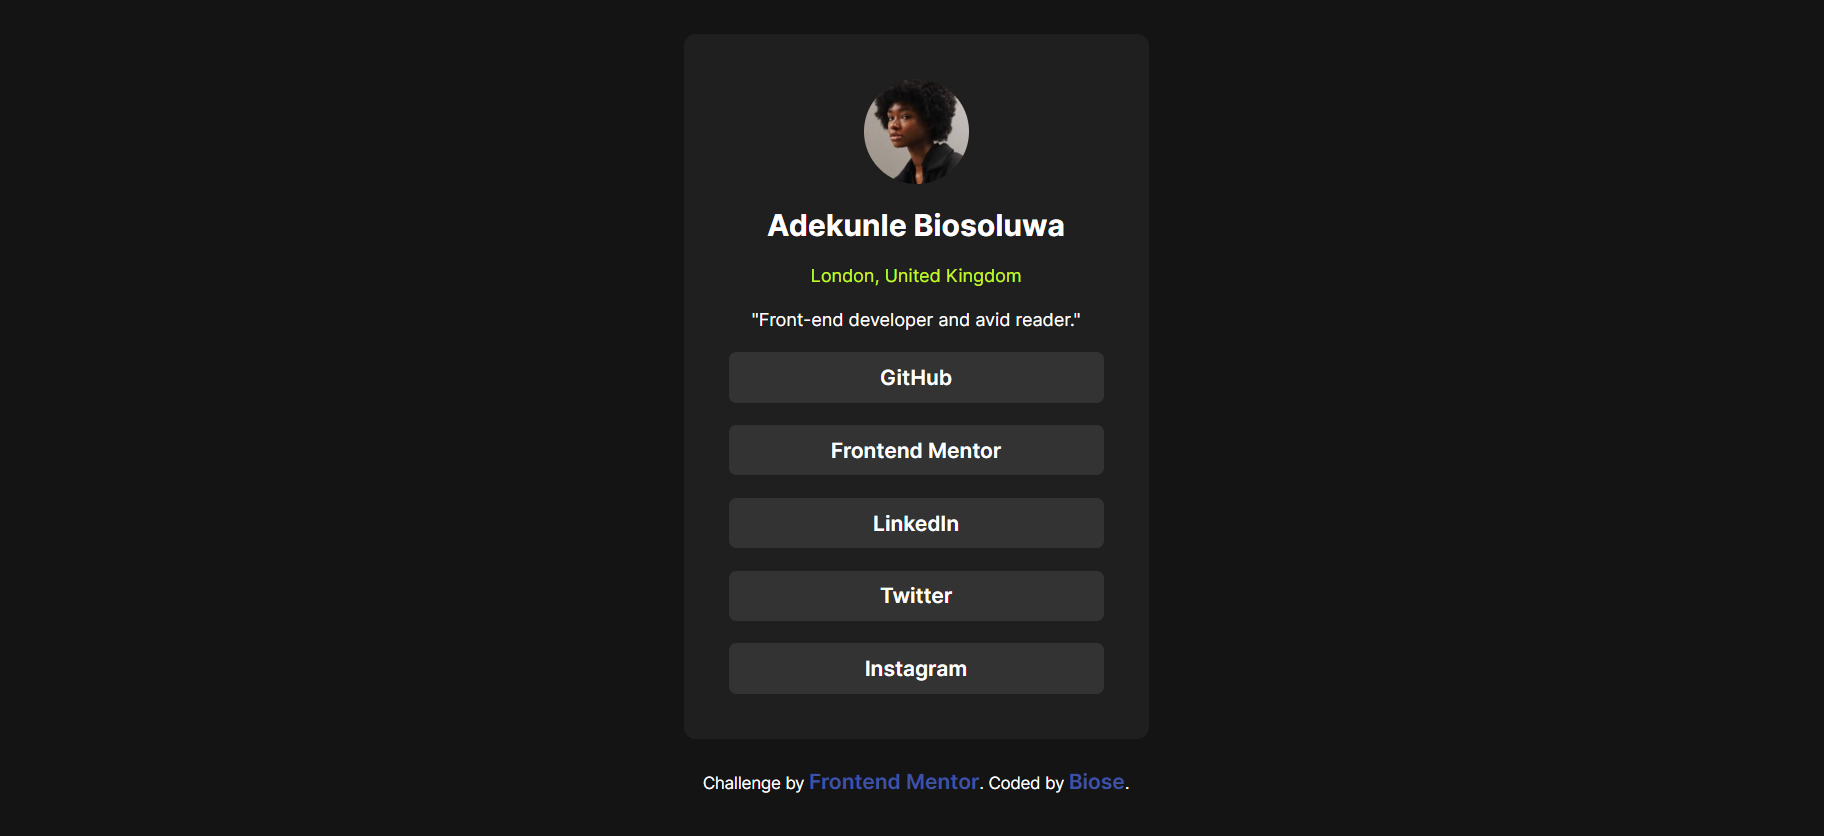 Adekunle Biosoluwa
London, United Kingdom
"Front-end developer and avid reader."
GitHub
Frontend Mentor
LinkedIn
Twitter
Instagram
Challenge by Frontend Mentor. Coded by Biose.